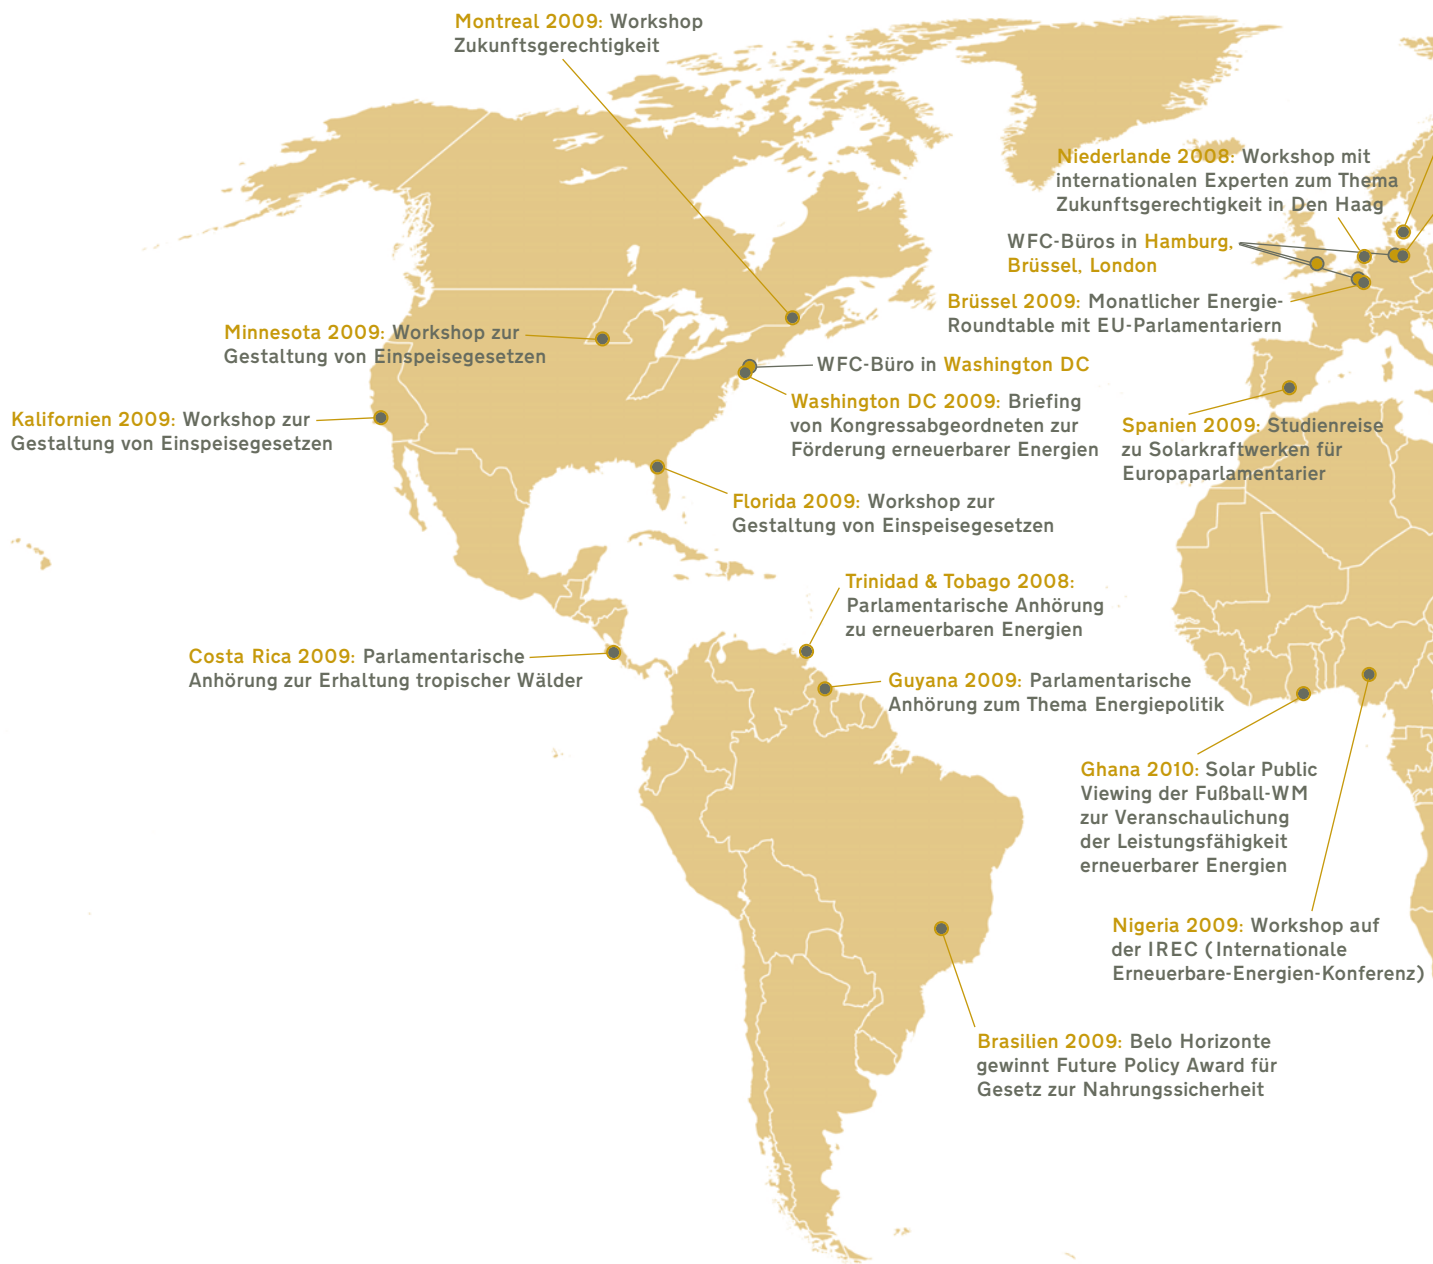 Montreal 2009: Workshop
Zukunftsgerechtigkeit
Niederlande 2008: Workshop mit
internationalen Experten zum Thema
Zukunftsgerechtigkeit in Den Haag
WFC-Büros in Hamburg,
Brüssel, London
Brüssel 2009: Monatlicher Energie-
Roundtable mit EU-Parlamentariern
Minnesota 2009: Workshop zur
Gestaltung von Einspeisegesetzen
WFC-Büro in Washington DC
Washington DC 2009: Briefing
von Kongressabgeordneten zur
Förderung erneuerbarer Energien
Kalifornien 2009: Workshop zur
Gestaltung von Einspeisegesetzen
Spanien 2009: Studienreise
zu Solarkraftwerken für
Europaparlamentarier
Florida 2009: Workshop zur
Gestaltung von Einspeisegesetzen
Trinidad & Tobago 2008:
Parlamentarische Anhörung
zu erneuerbaren Energien
Costa Rica 2009: Parlamentarische
Anhörung zur Erhaltung tropischer Wälder
Guyana 2009: Parlamentarische
Anhörung zum Thema Energiepolitik
Ghana 2010: Solar Public
Viewing der Fußball-WM
zur Veranschaulichung
der Leistungsfähigkeit
erneuerbarer Energien
Nigeria 2009: Workshop auf
der IREC (Internationale
Erneuerbare-Energien-Konferenz)
Brasilien 2009: Belo Horizonte
gewinnt Future Policy Award für
Gesetz zur Nahrungssicherheit